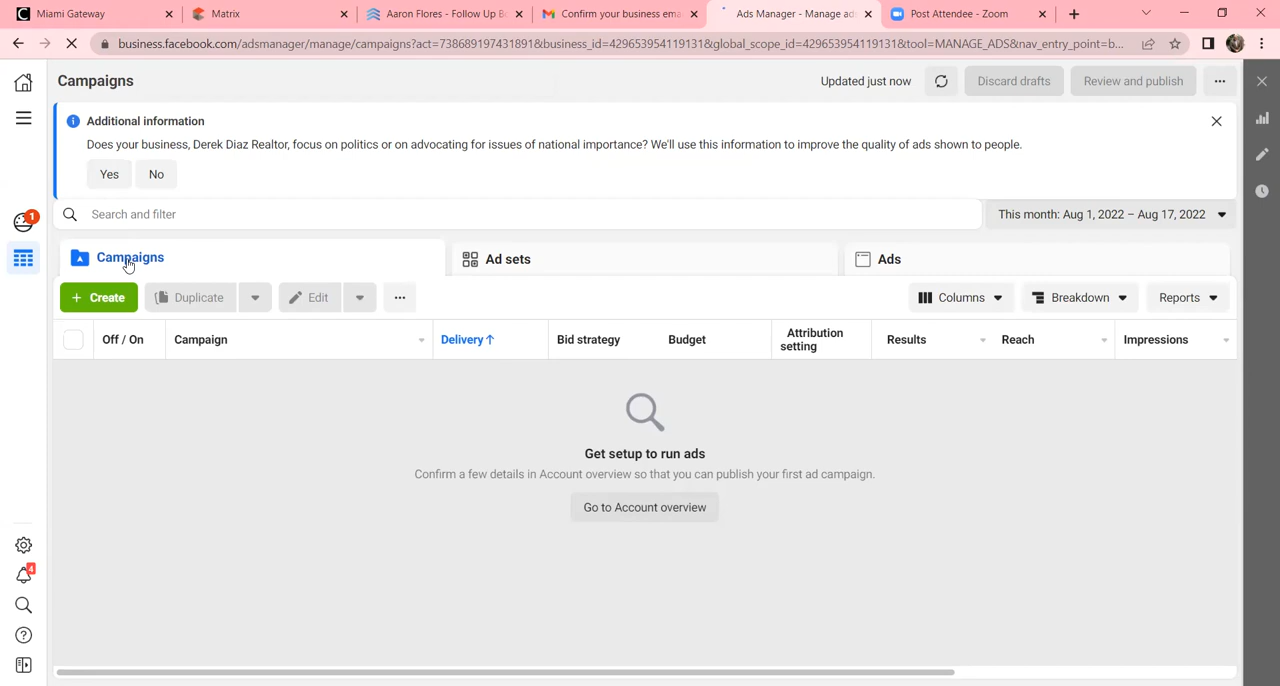 Miami Gateway
Matrix
Aaron Flores - Follow Up B
Confirm your business ema
Ads Manager - Manage ad
Post Attendee - Zoom
business.facebook.com/adsmanager/manage/campaigns?act=738689197431891&business_id=429653954119131&global_scope_id=429653954119131&tool=MANAGE_ADS&nav_entry_point=b...
Campaigns
Updated just now
Discard drafts
Review and publish
Additional information
Does your business, Derek Diaz Realtor, focus on politics or on advocating for issues of national importance? We'll use this information to improve the quality of ads shown to people.
Yes
No
Search and filter
This month: Aug 1, 2022 – Aug 17, 2022
1
Campaigns
Ad sets
Ads
+ Create
Duplicate
Edit
Columns
Breakdown
Reports
Off / On
Campaign
Delivery ↑
Bid strategy
Budget
Attribution
setting
Results
Reach
Impressions
Get setup to run ads
Confirm a few details in Account overview so that you can publish your first ad campaign.
Go to Account overview
4